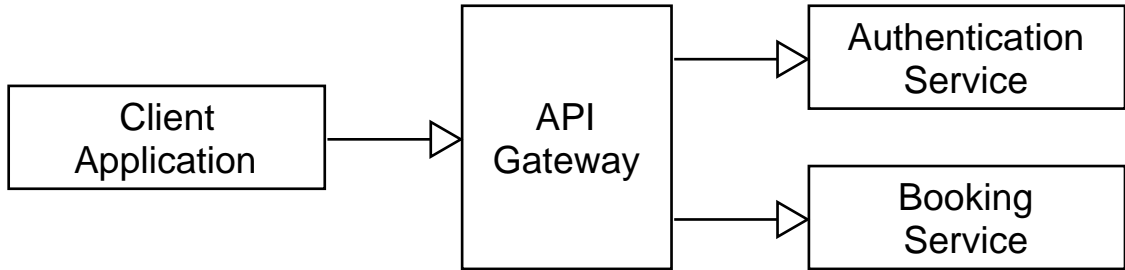 Client
Application
API
Gateway
Authentication
Service
Booking
Service